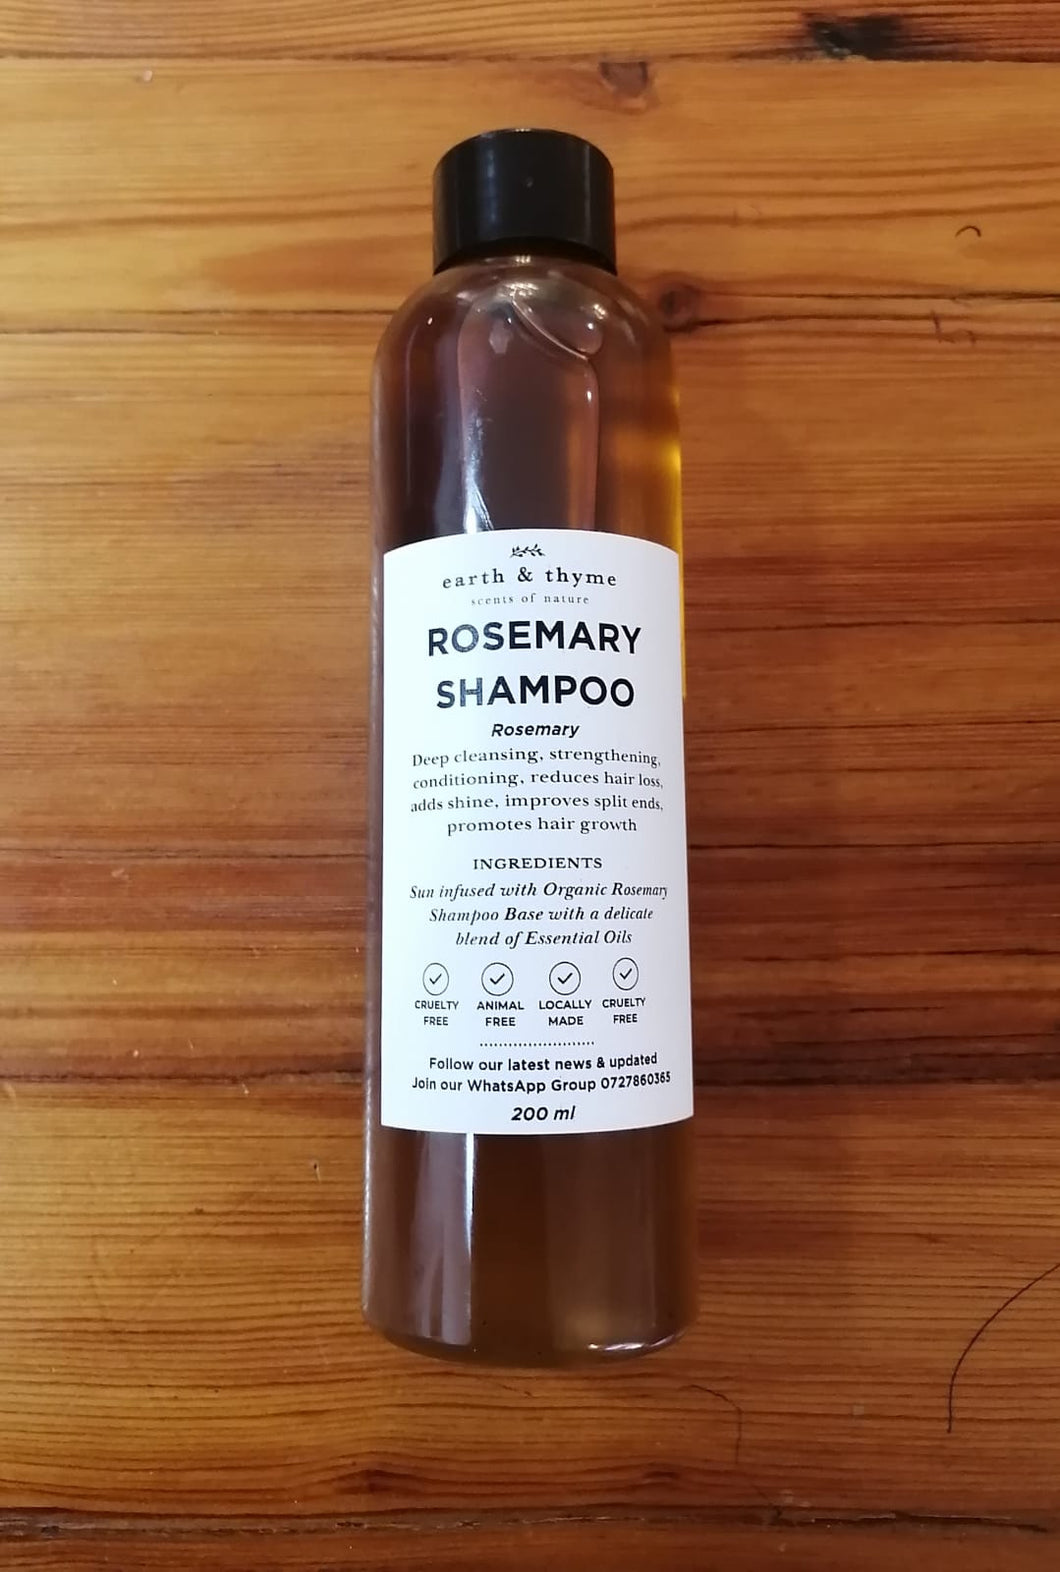 earth & thyme
scents of nature
ROSEMARY
SHAMPOO
Rosemary
Deep cleansing, strengthening,
conditioning, reduces hair loss,
adds shine, improves split ends,
promotes hair growth
INGREDIENTS
Sun infused with Organic Rosemary
Shampoo Base with a delicate
blend of Essential Oils
CRUELTY FREE
ANIMAL FREE
LOCALLY MADE
CRUELTY FREE
Follow our latest news & updated
Join our WhatsApp Group 0727860365
200 ml